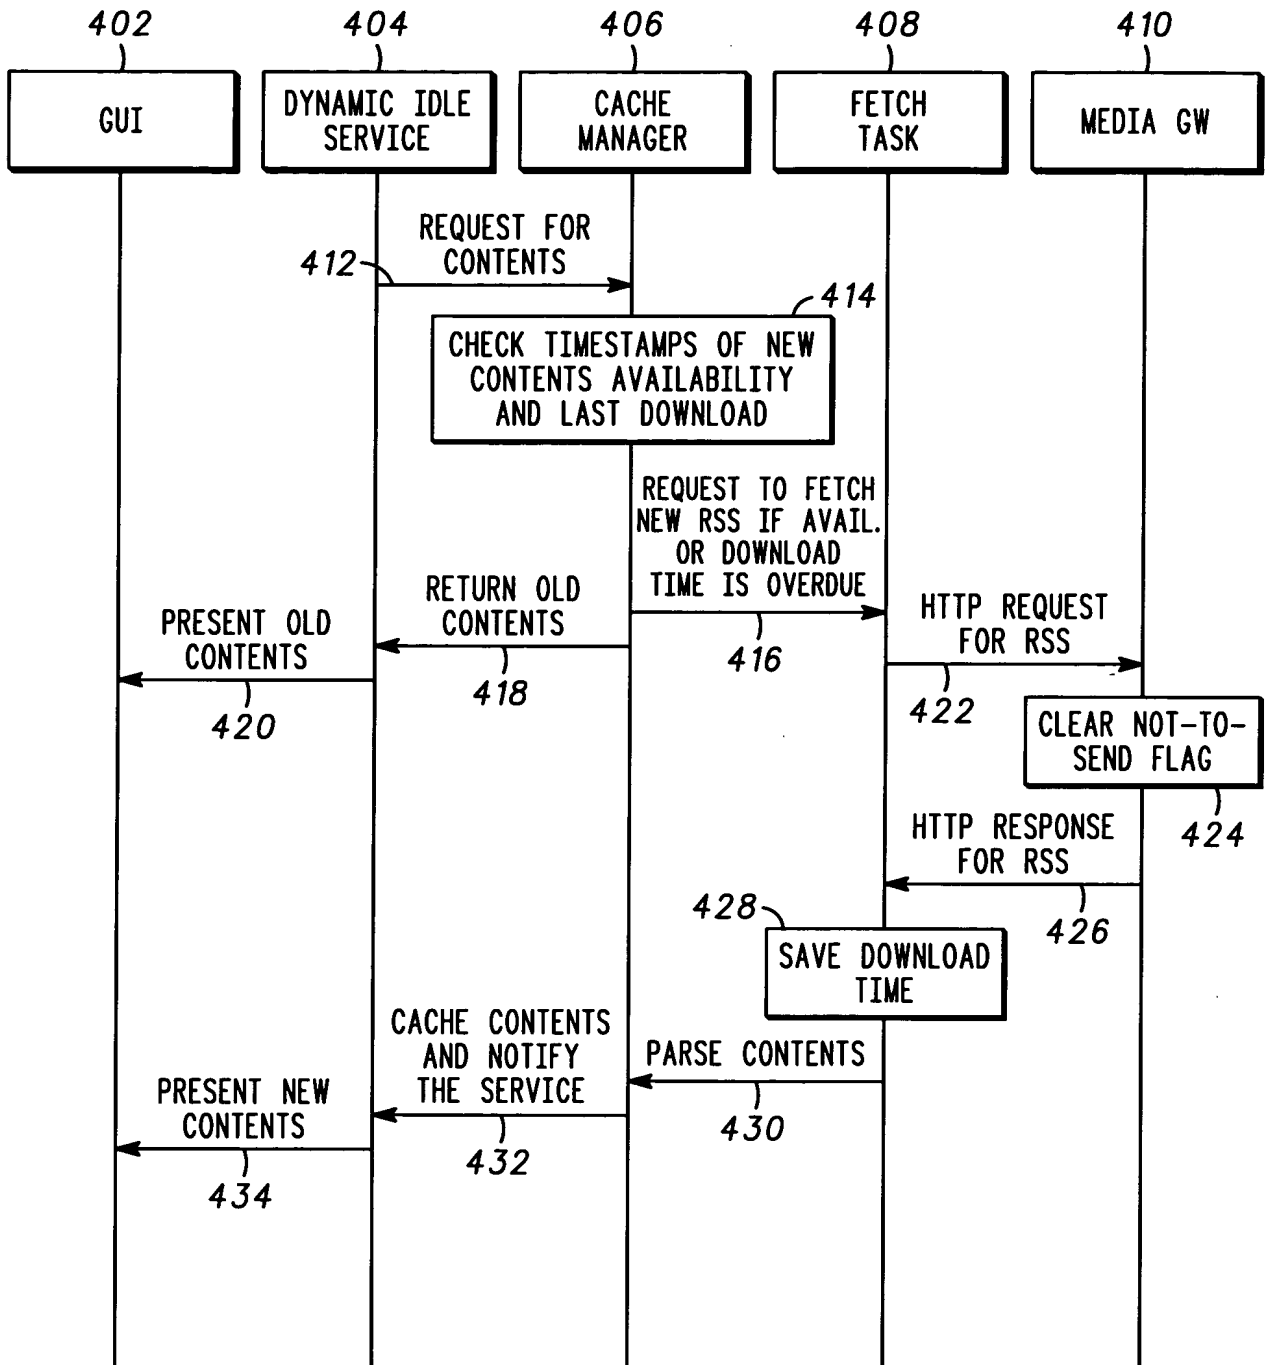 402
404
406
408
410
GUI
DYNAMIC IDLE
SERVICE
CACHE
MANAGER
FETCH
TASK
MEDIA GW
REQUEST FOR
CONTENTS
412
414
CHECK TIMESTAMPS OF NEW
CONTENTS AVAILABILITY
AND LAST DOWNLOAD
REQUEST TO FETCH
NEW RSS IF AVAIL.
OR DOWNLOAD
TIME IS OVERDUE
416
RETURN OLD
CONTENTS
418
PRESENT OLD
CONTENTS
420
HTTP REQUEST
FOR RSS
422
CLEAR NOT-TO-
SEND FLAG
424
HTTP RESPONSE
FOR RSS
426
428
SAVE DOWNLOAD
TIME
PARSE CONTENTS
430
CACHE CONTENTS
AND NOTIFY
THE SERVICE
432
PRESENT NEW
CONTENTS
434